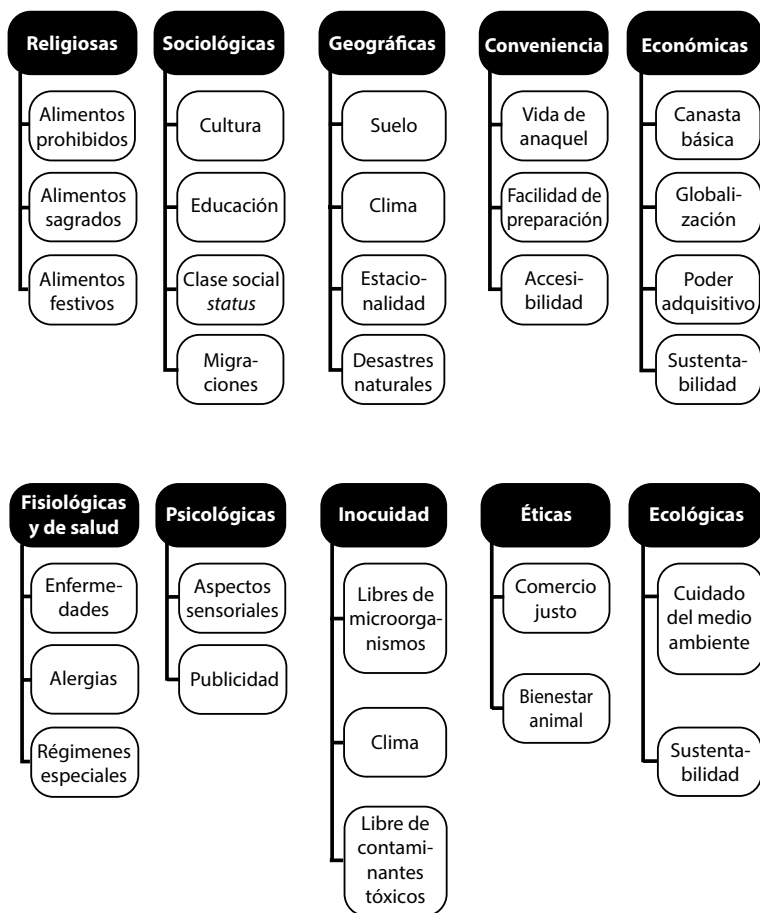 Religiosas
Alimentos
prohibidos
Alimentos
sagrados
Alimentos
festivos
Sociológicas
Cultura
Educación
Clase social
status
Migra-
ciones
Geográficas
Suelo
Clima
Estacio-
nalidad
Desastres
naturales
Conveniencia
Vida de
anaquel
Facilidad de
preparación
Accesi-
bilidad
Económicas
Canasta
básica
Globali-
zación
Poder
adquisitivo
Sustenta-
bilidad
Fisiológicas
y de salud
Enferme-
dades
Alergias
Régimenes
especiales
Psicológicas
Aspectos
sensoriales
Publicidad
Inocuidad
Libres de
microorga-
nismos
Clima
Libre de
contami-
nantes
tóxicos
Éticas
Comercio
justo
Bienestar
animal
Ecológicas
Cuidado
del medio
ambiente
Sustenta-
bilidad